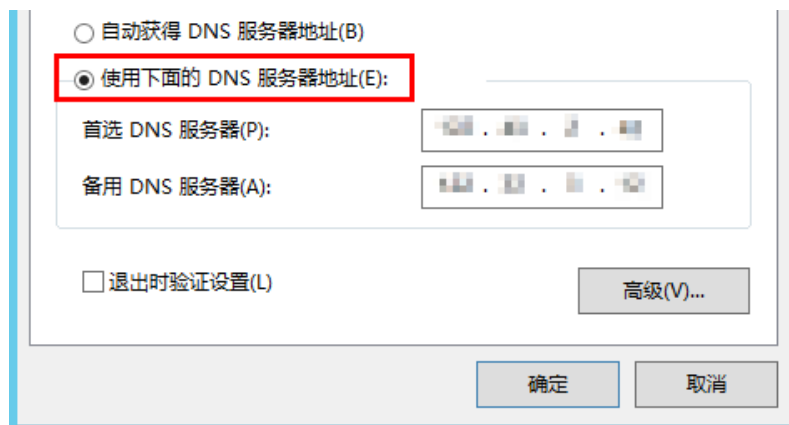 自动获得 DNS 服务器地址(B)
使用下面的 DNS 服务器地址(E):
首选 DNS 服务器(P):
备用 DNS 服务器(A):
退出时验证设置(L)
高级(V)...
确定
取消